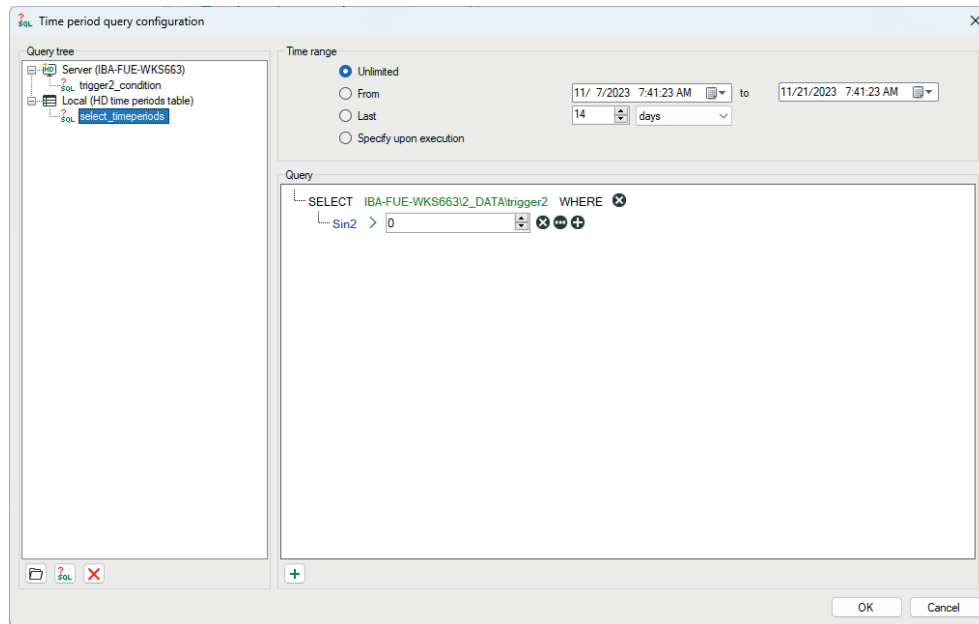 ?
SQL Time period query configuration
Query tree
Server (IBA-FUE-WKS663)
trigger2_condition
Local (HD time periods table)
select_timeperiods
Time range
Unlimited
From 11/ 7/2023 7:41:23 AM to 11/21/2023 7:41:23 AM
Last 14 days
Specify upon execution
Query
SELECT IBA-FUE-WKS663\2_DATA\trigger2 WHERE
Sin2 > 0
?
SQL
OK Cancel